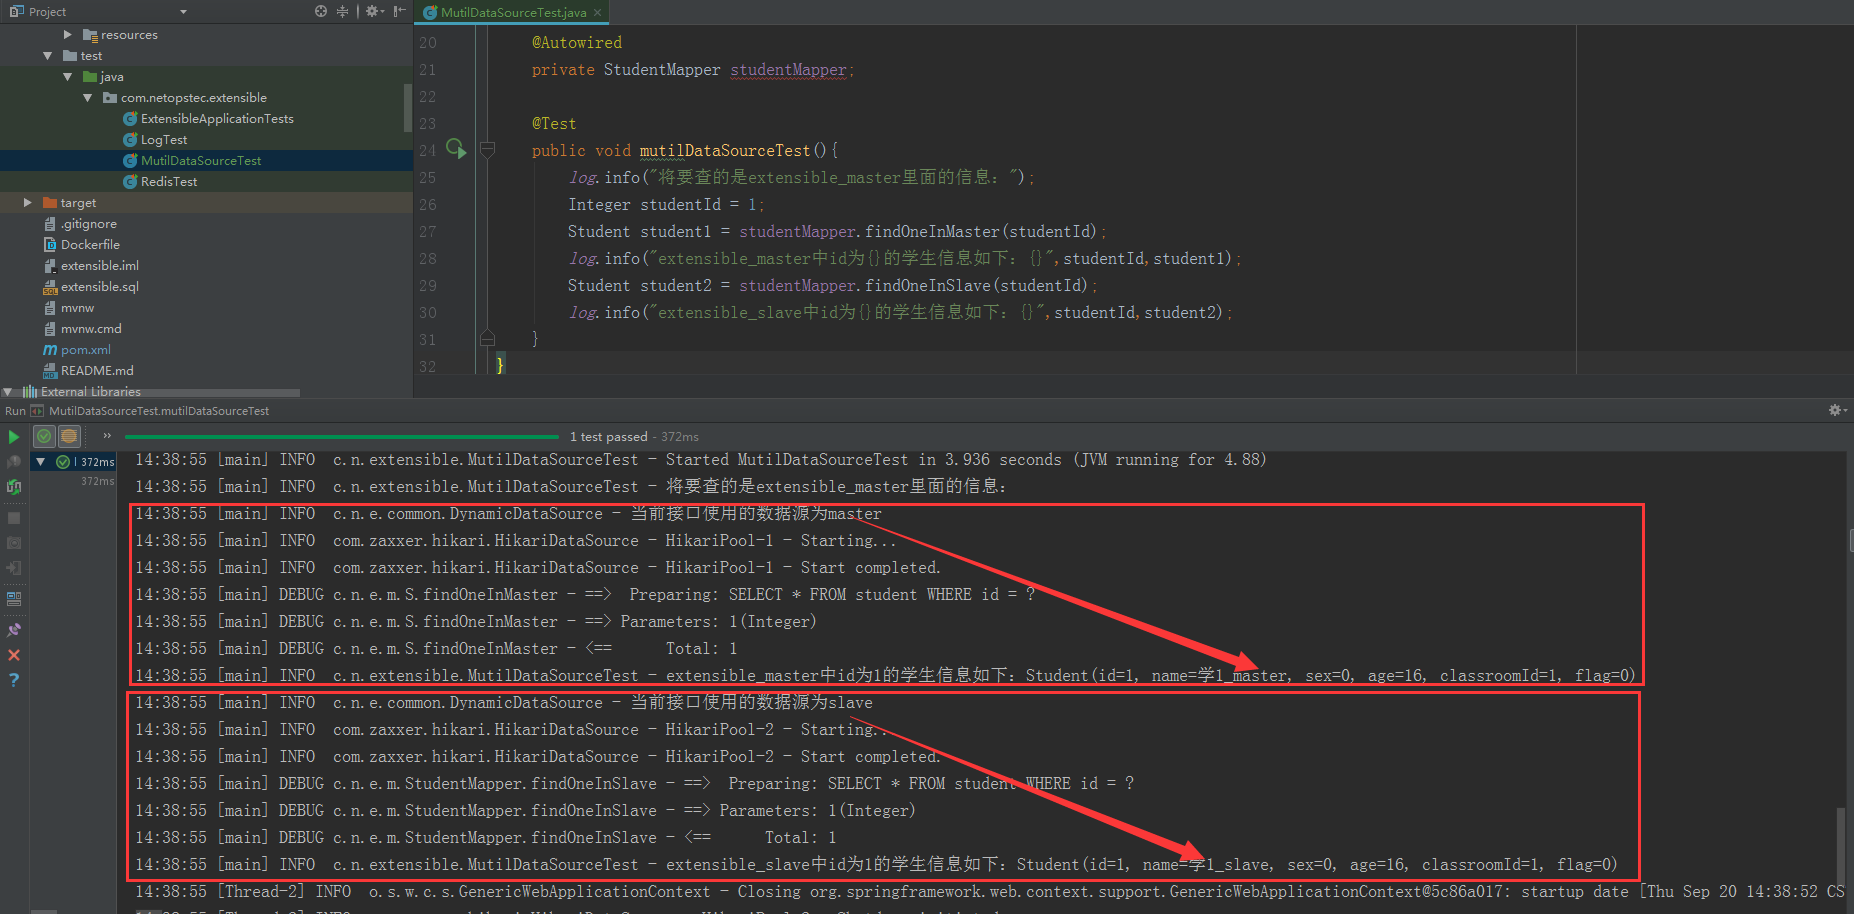 Project
resources
test
java
com.netopstec.extensible
ExtensibleApplicationTests
LogTest
MutilDataSourceTest
RedisTest
target
.gitignore
Dockerfile
extensible.iml
extensible.sql
mvnw
mvnw.cmd
pom.xml
README.md
External Libraries
MutilDataSourceTest.java
20 @Autowired
21 private StudentMapper studentMapper;
22
23 @Test
24 public void mutilDataSourceTest(){
25 log.info("将要查的是extensible_master里面的信息：");
26 Integer studentId = 1;
27 Student student1 = studentMapper.findOneInMaster(studentId);
28 log.info("extensible_master中id为{}的学生信息如下：{}",studentId,student1);
29 Student student2 = studentMapper.findOneInSlave(studentId);
30 log.info("extensible_slave中id为{}的学生信息如下：{}",studentId,student2);
31 }
32 }
Run MutilDataSourceTest.mutilDataSourceTest
1 test passed - 372ms
372ms
372ms
14:38:55 [main] INFO  c.n.extensible.MutilDataSourceTest - Started MutilDataSourceTest in 3.936 seconds (JVM running for 4.88)
14:38:55 [main] INFO  c.n.extensible.MutilDataSourceTest - 将要查的是extensible_master里面的信息：
14:38:55 [main] INFO  c.n.e.common.DynamicDataSource - 当前接口使用的数据源为master
14:38:55 [main] INFO  com.zaxxer.hikari.HikariDataSource - HikariPool-1 - Starting...
14:38:55 [main] INFO  com.zaxxer.hikari.HikariDataSource - HikariPool-1 - Start completed.
14:38:55 [main] DEBUG c.n.e.m.S.findOneInMaster - ==>  Preparing: SELECT * FROM student WHERE id = ?
14:38:55 [main] DEBUG c.n.e.m.S.findOneInMaster - ==> Parameters: 1(Integer)
14:38:55 [main] DEBUG c.n.e.m.S.findOneInMaster - <==      Total: 1
14:38:55 [main] INFO  c.n.extensible.MutilDataSourceTest - extensible_master中id为1的学生信息如下：Student(id=1, name=学1_master, sex=0, age=16, classroomId=1, flag=0)
14:38:55 [main] INFO  c.n.e.common.DynamicDataSource - 当前接口使用的数据源为slave
14:38:55 [main] INFO  com.zaxxer.hikari.HikariDataSource - HikariPool-2 - Starting...
14:38:55 [main] INFO  com.zaxxer.hikari.HikariDataSource - HikariPool-2 - Start completed.
14:38:55 [main] DEBUG c.n.e.m.StudentMapper.findOneInSlave - ==>  Preparing: SELECT * FROM student WHERE id = ?
14:38:55 [main] DEBUG c.n.e.m.StudentMapper.findOneInSlave - ==> Parameters: 1(Integer)
14:38:55 [main] DEBUG c.n.e.m.StudentMapper.findOneInSlave - <==      Total: 1
14:38:55 [main] INFO  c.n.extensible.MutilDataSourceTest - extensible_slave中id为1的学生信息如下：Student(id=1, name=学1_slave, sex=0, age=16, classroomId=1, flag=0)
14:38:55 [Thread-2] INFO  o.s.w.c.s.GenericWebApplicationContext - Closing org.springframework.web.context.support.GenericWebApplicationContext@5c86a017: startup date [Thu Sep 20 14:38:52 CS